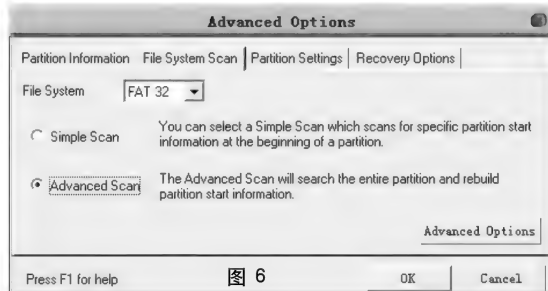 Advanced Options
Partition Information File System Scan Partition Settings Recovery Options
File System FAT 32
Simple Scan You can select a Simple Scan which scans for specific partition start
information at the beginning of a partition.
Advanced Scan The Advanced Scan will search the entire partition and rebuild
partition start information.
Advanced Options
Press F1 for help 图 6 OK Cancel